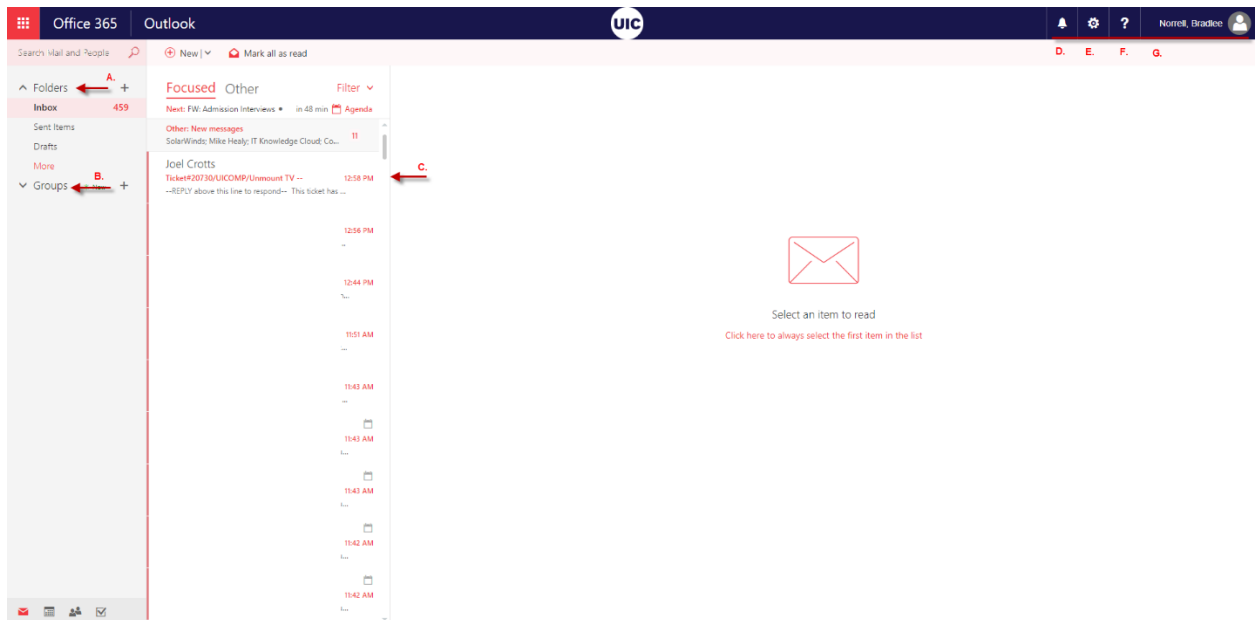 Office 365 Outlook UIC ? Norrell, Bradlee
Search Mail and People New Mark all as read D. E. F. G.
A.
Folders +
Inbox 459
Sent Items
Drafts
More
B.
Groups New +
Focused Other Filter
Next: FW: Admission Interviews • in 48 min Agenda
Other: New messages
SolarWinds; Mike Healy; IT Knowledge Cloud; Co... 11
Joel Crotts
C.
Ticket#20730/UICOMP/Unmount TV -- 12:58 PM
--REPLY above this line to respond-- This ticket has ...
12:56 PM
...
12:44 PM
...
11:51 AM
...
11:43 AM
...
11:43 AM
...
11:43 AM
...
11:42 AM
...
11:42 AM
...
Select an item to read
Click here to always select the first item in the list